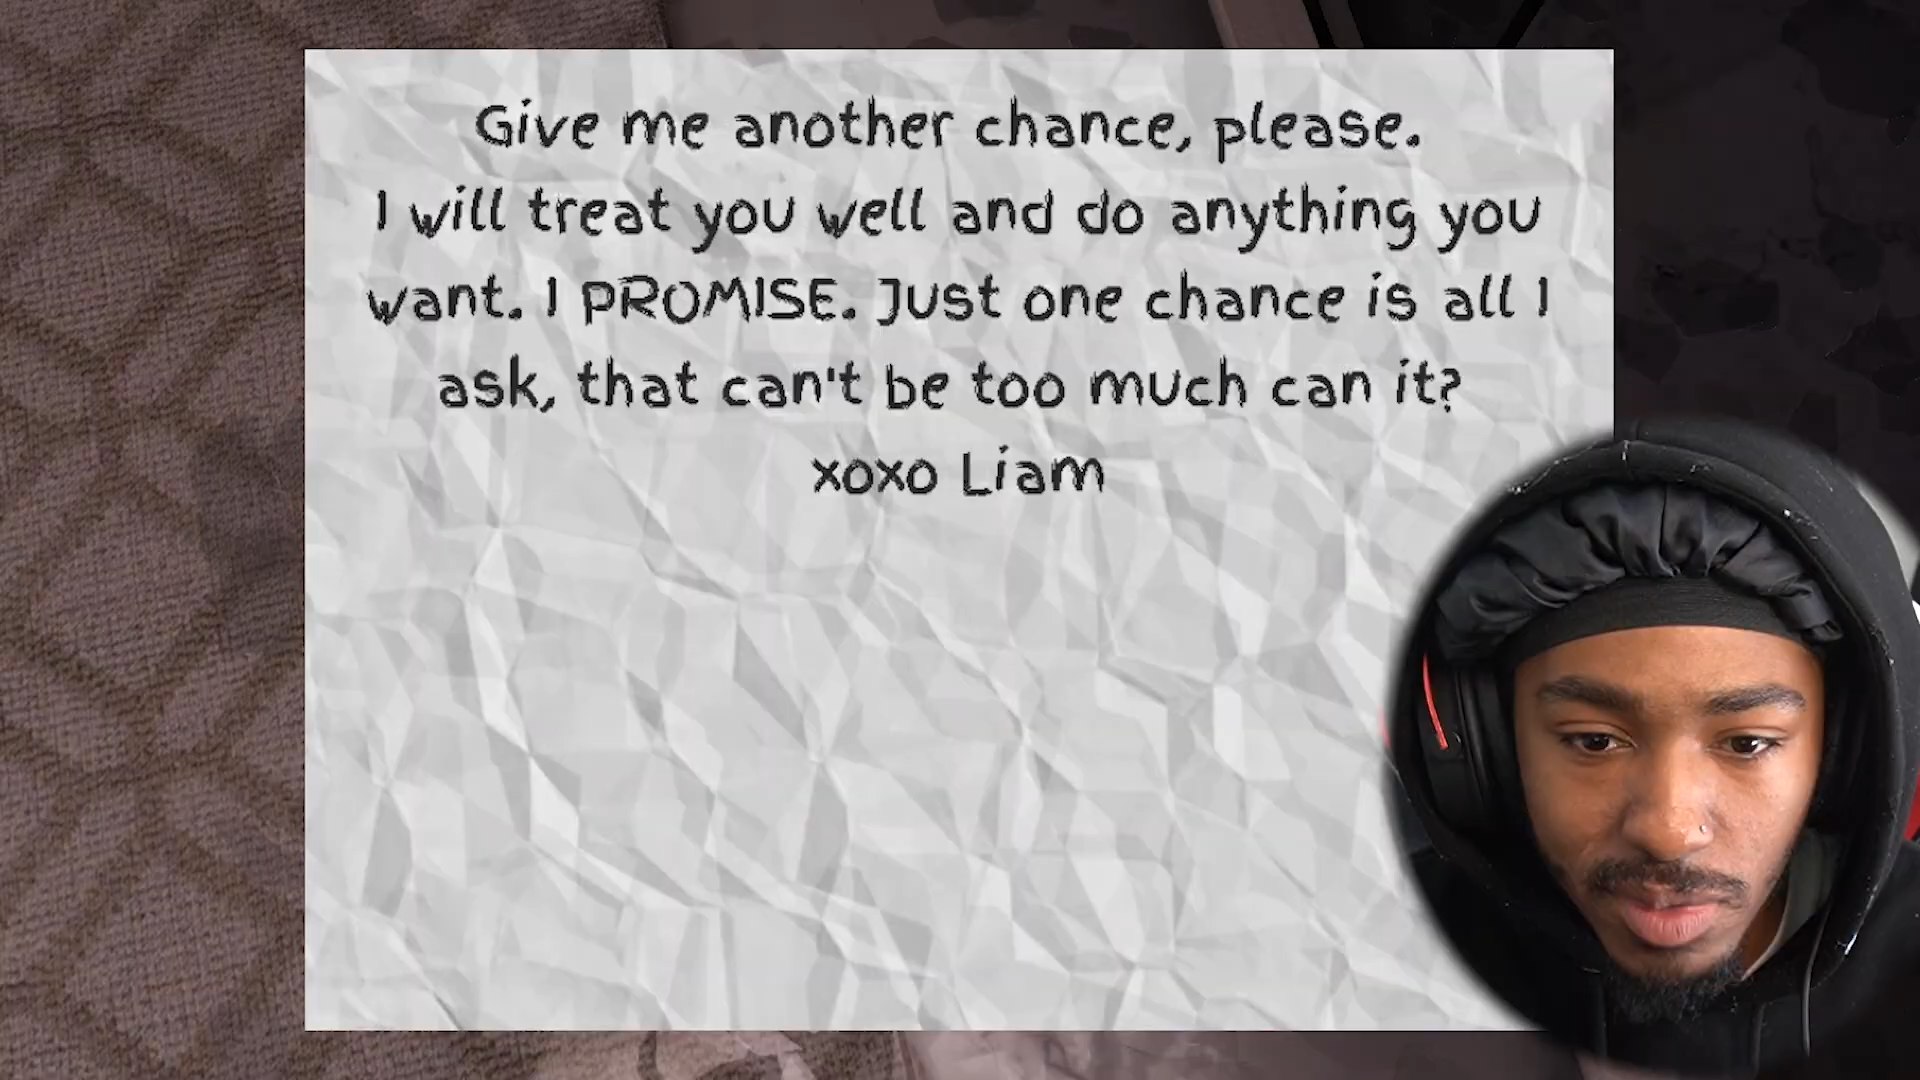 Give me another chance, please.
I will treat you well and do anything you
want. I PROMISE. Just one chance is all I
ask, that can't be too much can it?
xoxo Liam